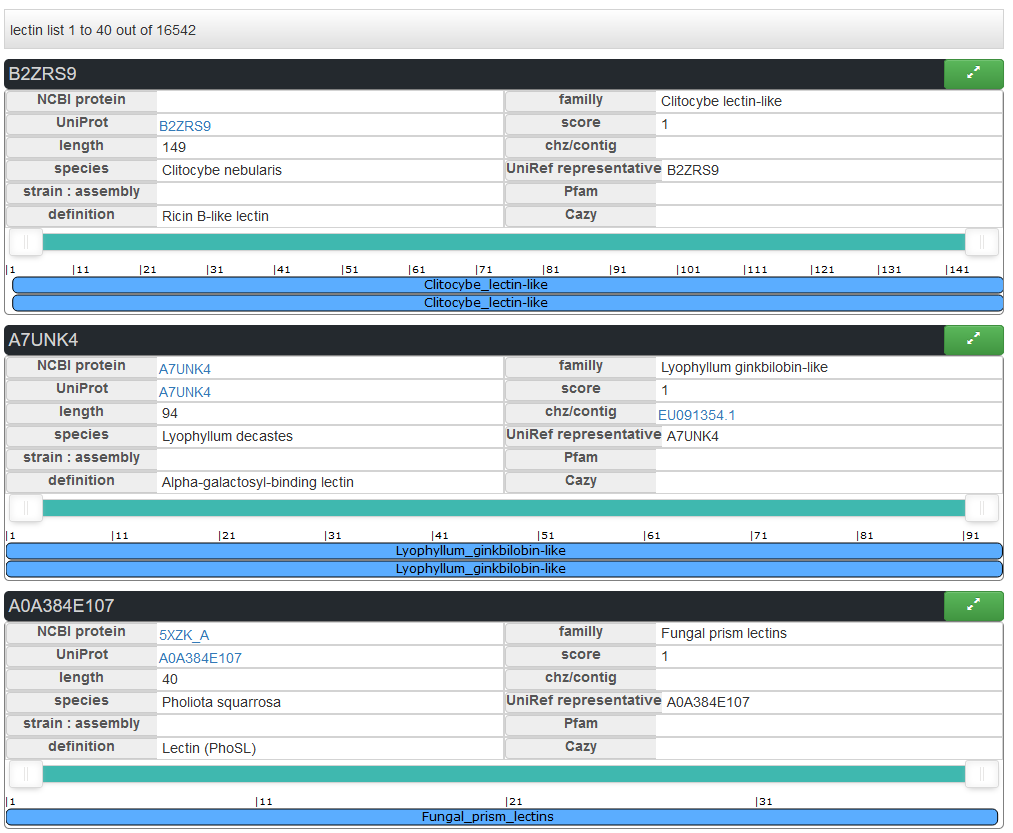 lectin list 1 to 40 out of 16542
B2ZRS9
NCBI protein familly Clitocybe lectin-like
UniProt B2ZRS9 score 1
length 149 chz/contig
species Clitocybe nebularis UniRef representative B2ZRS9
strain : assembly Pfam
definition Ricin B-like lectin Cazy
|1 |11 |21 |31 |41 |51 |61 |71 |81 |91 |101 |111 |121 |131 |141
Clitocybe_lectin-like
Clitocybe_lectin-like
A7UNK4
NCBI protein A7UNK4 familly Lyophyllum ginkbilobin-like
UniProt A7UNK4 score 1
length 94 chz/contig EU091354.1
species Lyophyllum decastes UniRef representative A7UNK4
strain : assembly Pfam
definition Alpha-galactosyl-binding lectin Cazy
|1 |11 |21 |31 |41 |51 |61 |71 |81 |91
Lyophyllum_ginkbilobin-like
Lyophyllum_ginkbilobin-like
A0A384E107
NCBI protein 5XZK_A familly Fungal prism lectins
UniProt A0A384E107 score 1
length 40 chz/contig
species Pholiota squarrosa UniRef representative A0A384E107
strain : assembly Pfam
definition Lectin (PhoSL) Cazy
|1 |11 |21 |31
Fungal_prism_lectins